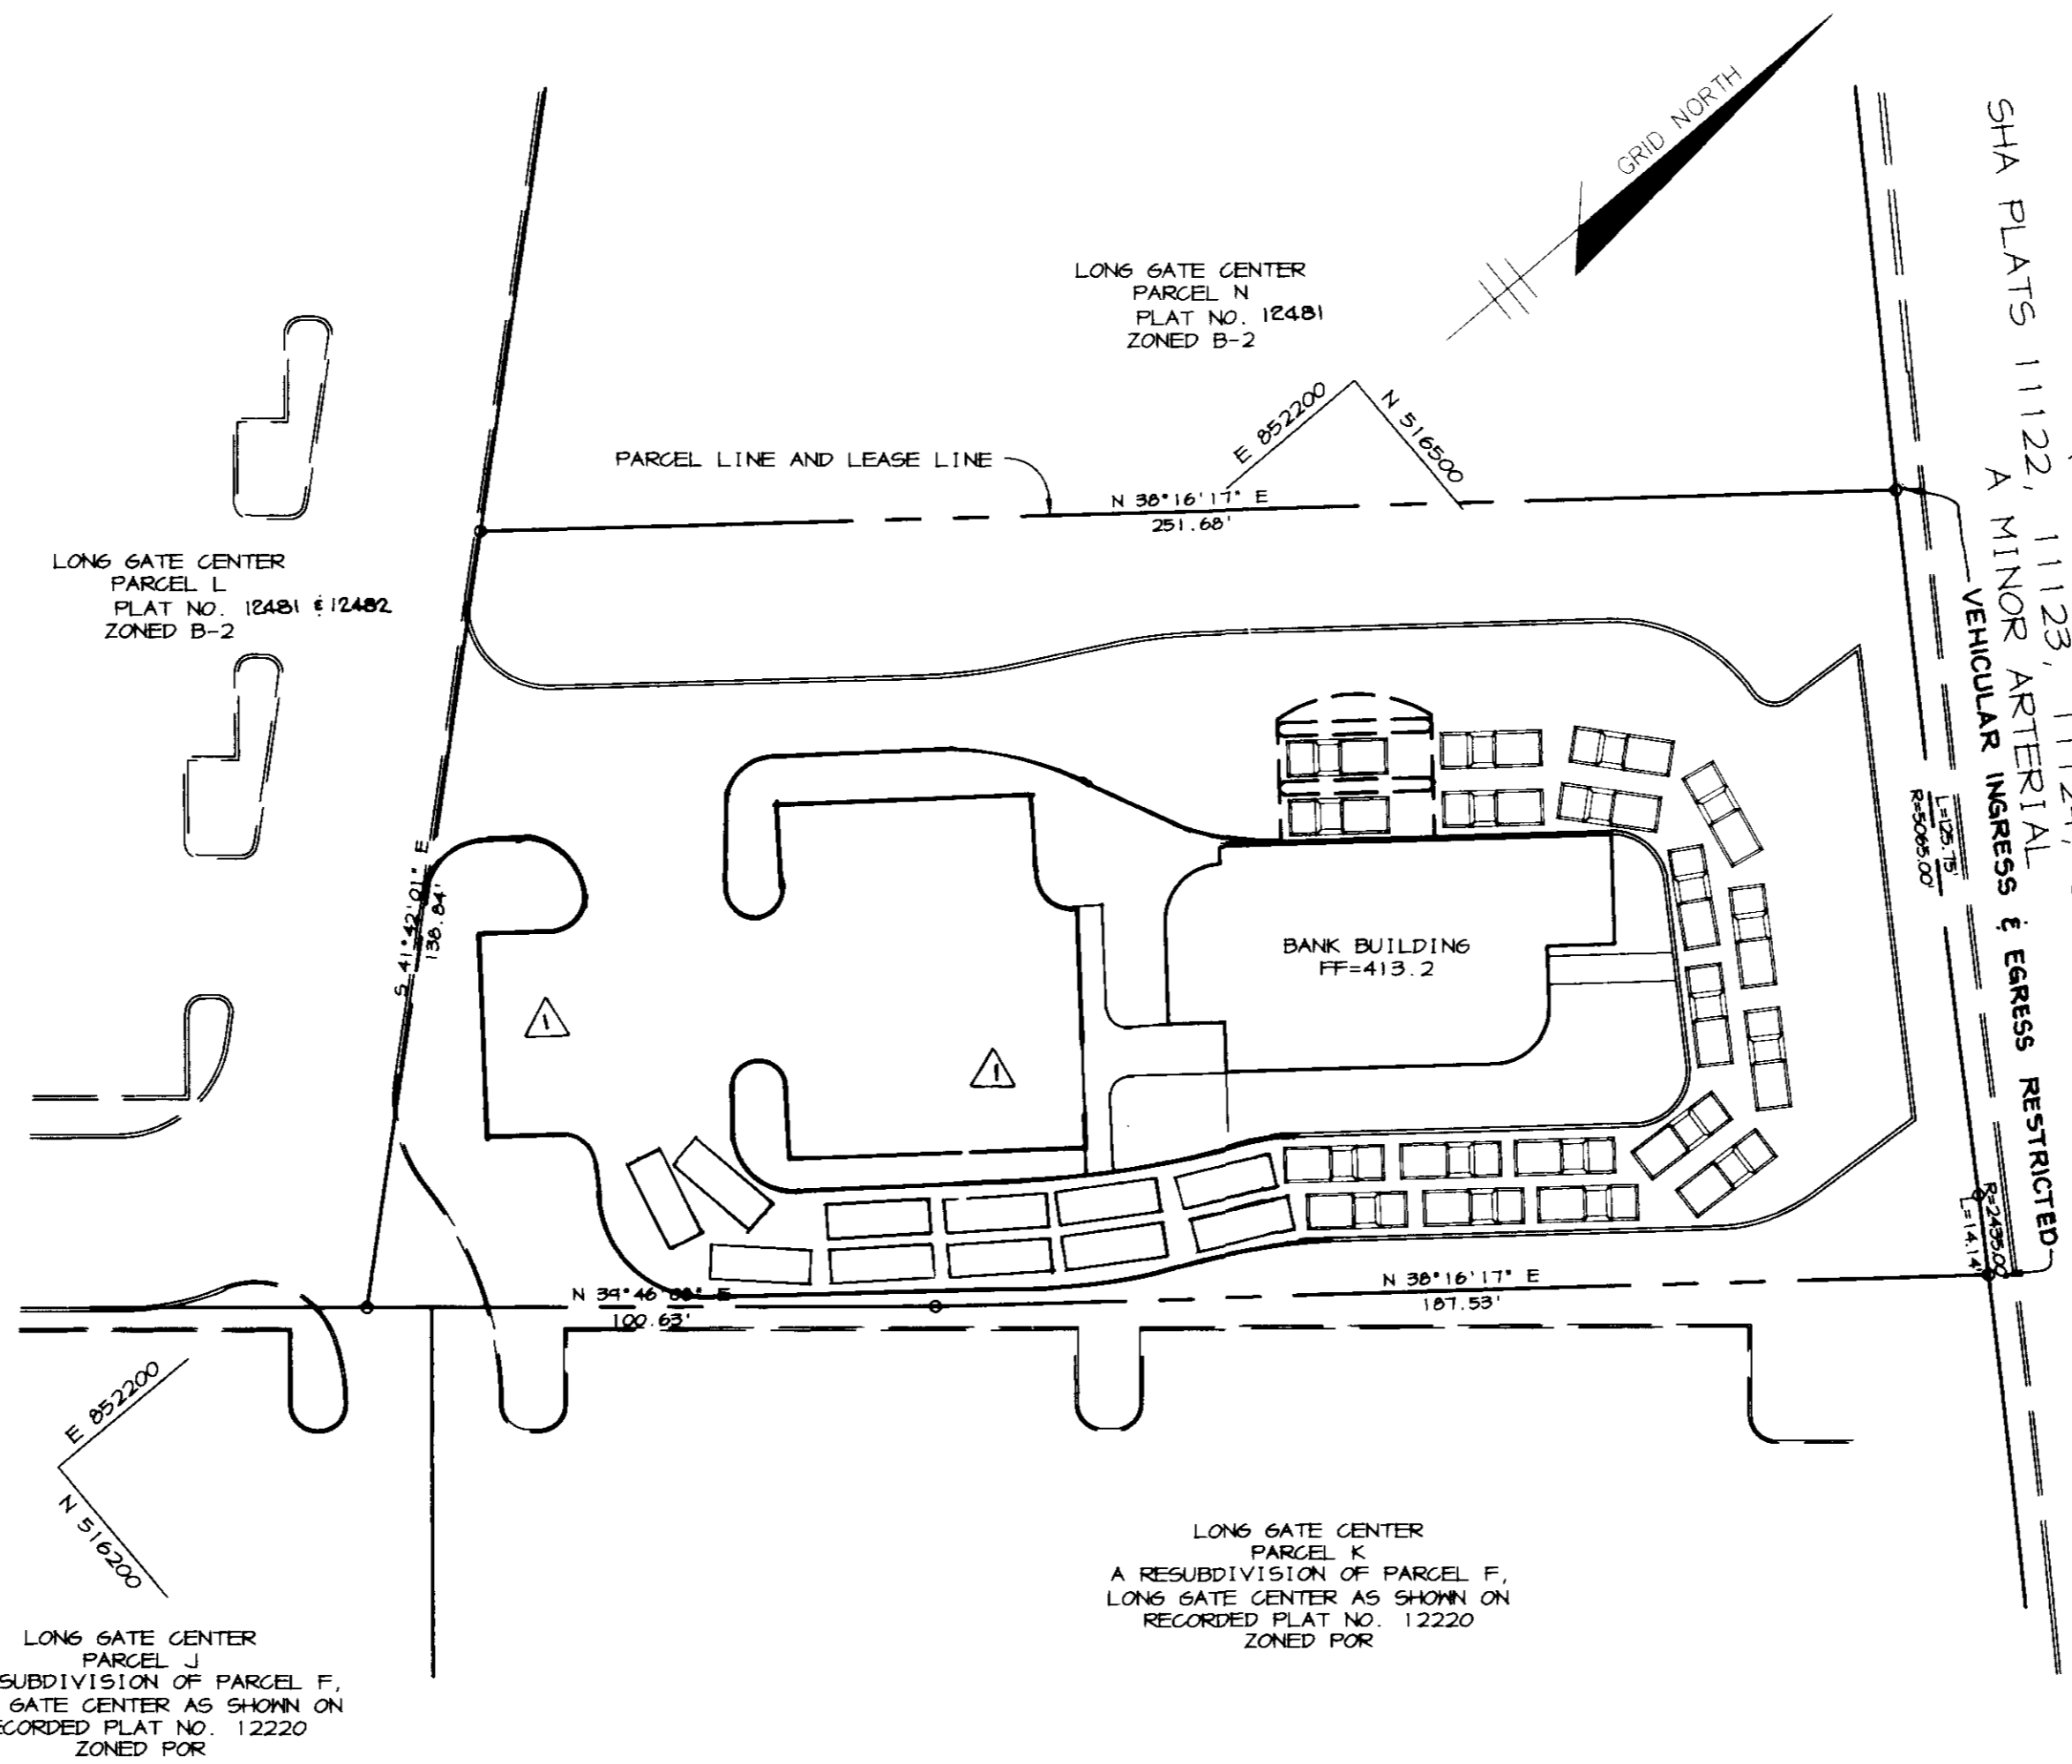 GRID NORTH
SHA PLATS 11122, 11123,
A MINOR ARTERIAL
LONG GATE CENTER
PARCEL N
PLAT NO. 12481
ZONED B-2
E 852200
N 516500
PARCEL LINE AND LEASE LINE
N 38°16'17" E
251.68'
LONG GATE CENTER
PARCEL L
PLAT NO. 12481 & 12482
ZONED B-2
VEHICULAR INGRESS & EGRESS RESTRICTED
L=125.75'
R=5065.00'
S 41°42'01" E
138.84'
BANK BUILDING
FF=413.2
1
1
R=2435.00'
L=14.14'
N 39°46' E
100.63'
N 38°16'17" E
187.53'
E 852200
N 516200
LONG GATE CENTER
PARCEL K
A RESUBDIVISION OF PARCEL F,
LONG GATE CENTER AS SHOWN ON
RECORDED PLAT NO. 12220
ZONED POR
LONG GATE CENTER
PARCEL J
SUBDIVISION OF PARCEL F,
GATE CENTER AS SHOWN ON
ECORDED PLAT NO. 12220
ZONED POR